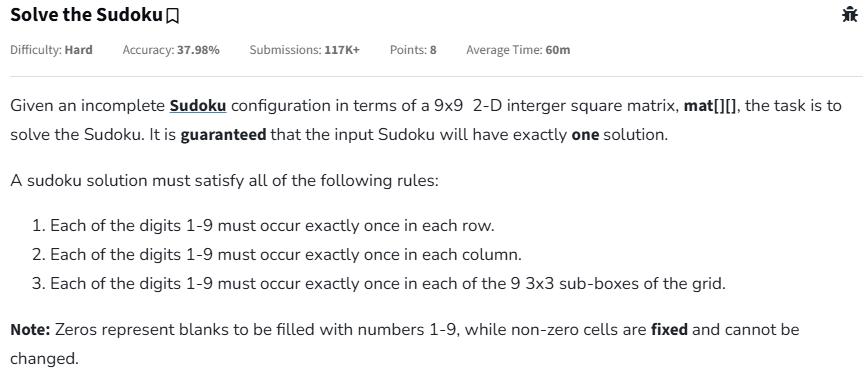 Solve the Sudoku
Difficulty: Hard Accuracy: 37.98% Submissions: 117K+ Points: 8 Average Time: 60m
Given an incomplete Sudoku configuration in terms of a 9x9 2-D interger square matrix, mat[][], the task is to
solve the Sudoku. It is guaranteed that the input Sudoku will have exactly one solution.
A sudoku solution must satisfy all of the following rules:
1. Each of the digits 1-9 must occur exactly once in each row.
2. Each of the digits 1-9 must occur exactly once in each column.
3. Each of the digits 1-9 must occur exactly once in each of the 9 3x3 sub-boxes of the grid.
Note: Zeros represent blanks to be filled with numbers 1-9, while non-zero cells are fixed and cannot be
changed.